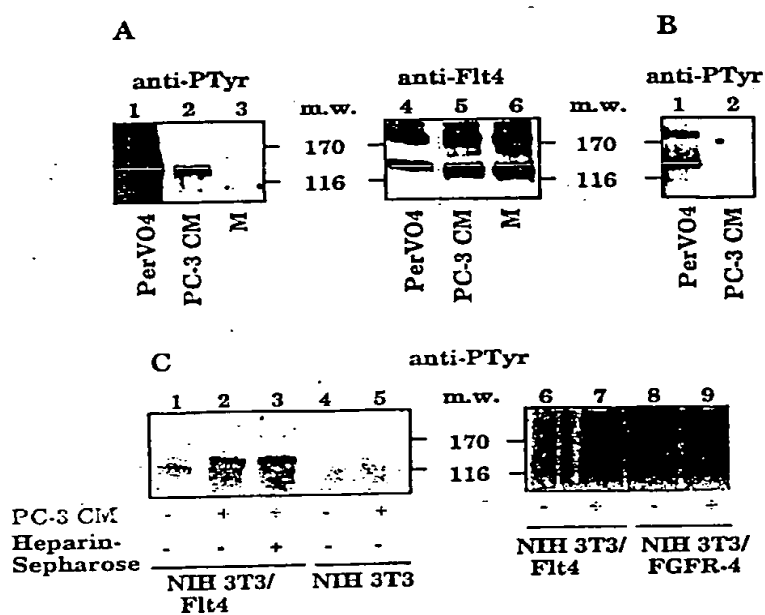 A
B
anti-PTyr
anti-Flt4
anti-PTyr
1 2 3
m.w.
4 5 6
m.w.
1 2
170
170
116
116
PerVO4
PC-3 CM
M
PerVO4
PC-3 CM
M
PerVO4
PC-3 CM
C
anti-PTyr
1 2 3 4 5
m.w.
6 7 8 9
170
116
PC-3 CM - + ÷ - + - ÷ - ÷
Heparin-
Sepharose - - + - -
NIH 3T3/
Flt4
NIH 3T3
NIH 3T3/
Flt4
NIH 3T3/
FGFR-4